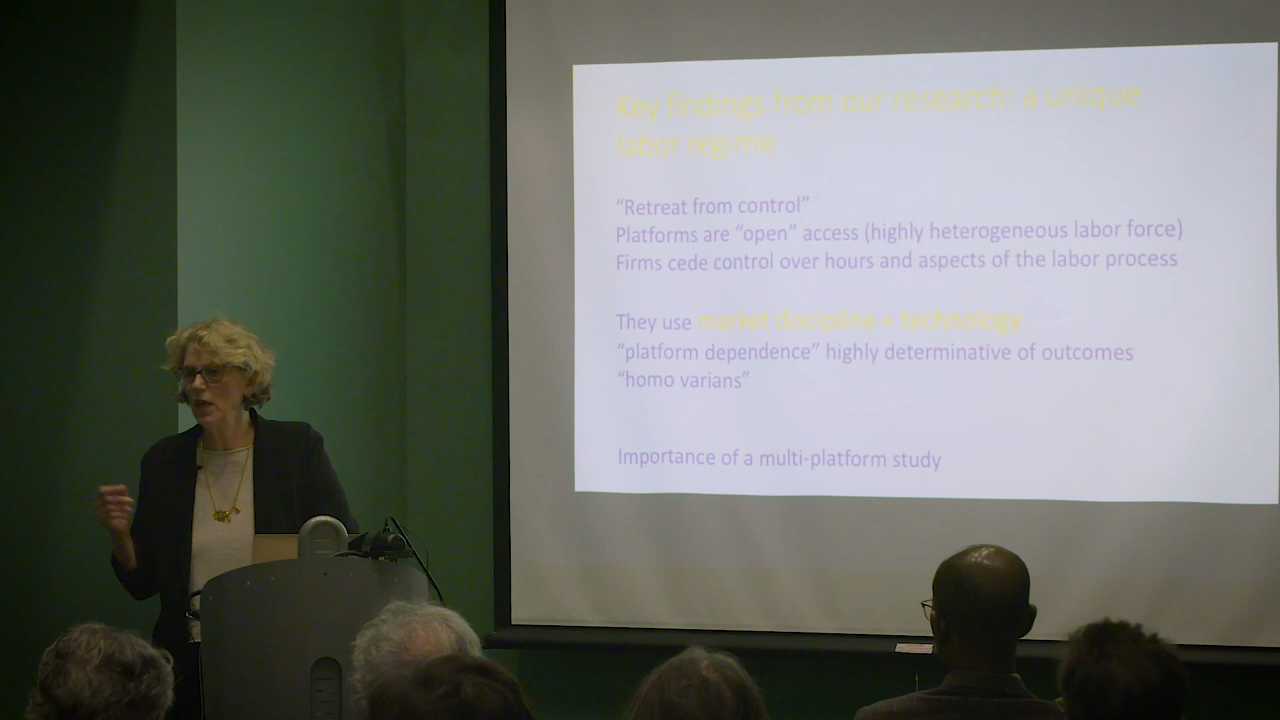 Key findings from our research: a unique
labor regime
“Retreat from control”
Platforms are “open” access (highly heterogeneous labor force)
Firms cede control over hours and aspects of the labor process
They use market discipline + technology
“platform dependence” highly determinative of outcomes
“homo varians”
Importance of a multi-platform study